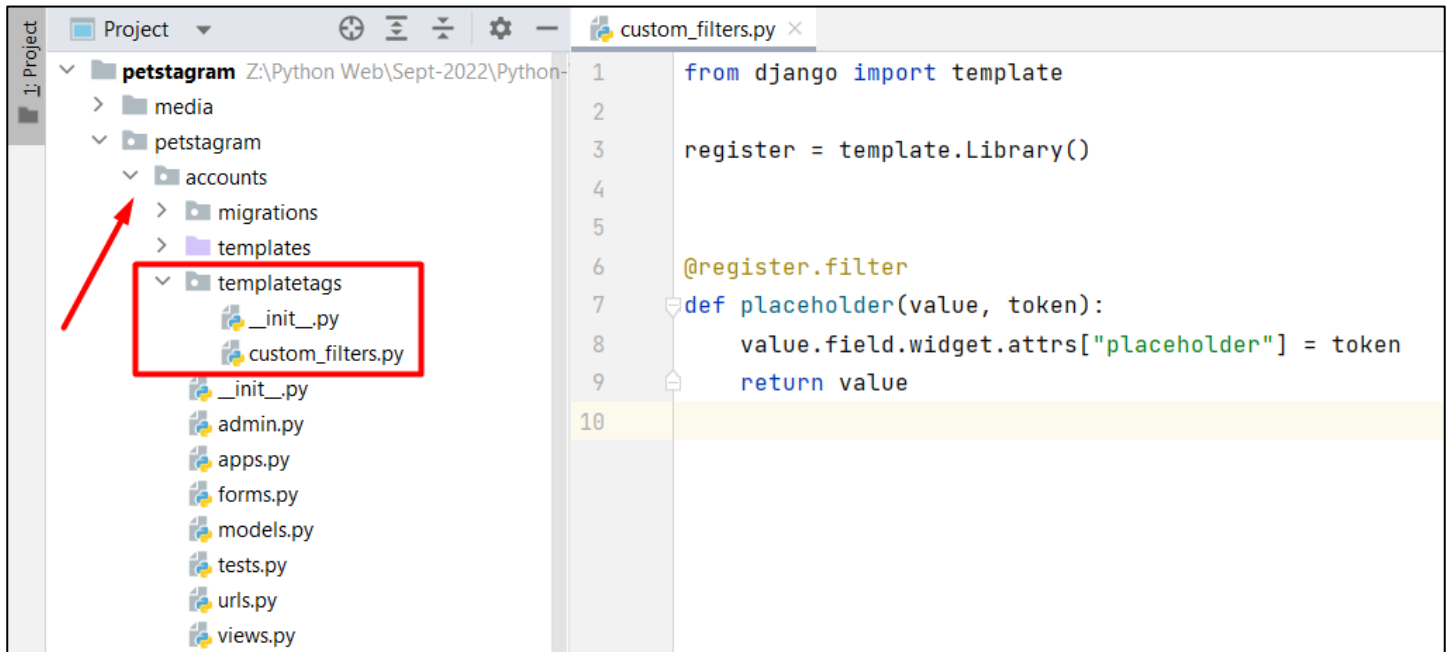 1: Project
Project
petstagram Z:\Python Web\Sept-2022\Python-
media
petstagram
accounts
migrations
templates
templatetags
__init__.py
custom_filters.py
__init__.py
admin.py
apps.py
forms.py
models.py
tests.py
urls.py
views.py
custom_filters.py
1 from django import template
2
3 register = template.Library()
4
5
6 @register.filter
7 def placeholder(value, token):
8     value.field.widget.attrs["placeholder"] = token
9     return value
10